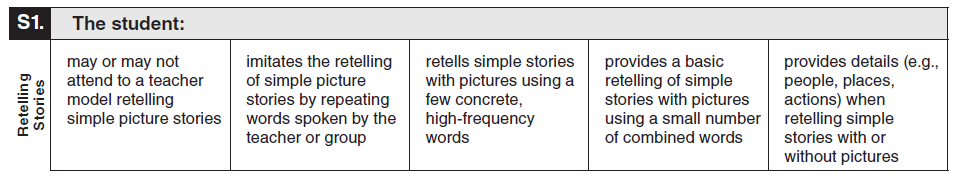 S1. The student:
Retelling
Stories
may or may not
attend to a teacher
model retelling
simple picture stories
imitates the retelling
of simple picture
stories by repeating
words spoken by the
teacher or group
retells simple stories
with pictures using a
few concrete,
high-frequency
words
provides a basic
retelling of simple
stories with pictures
using a small number
of combined words
provides details (e.g.,
people, places,
actions) when
retelling simple
stories with or
without pictures